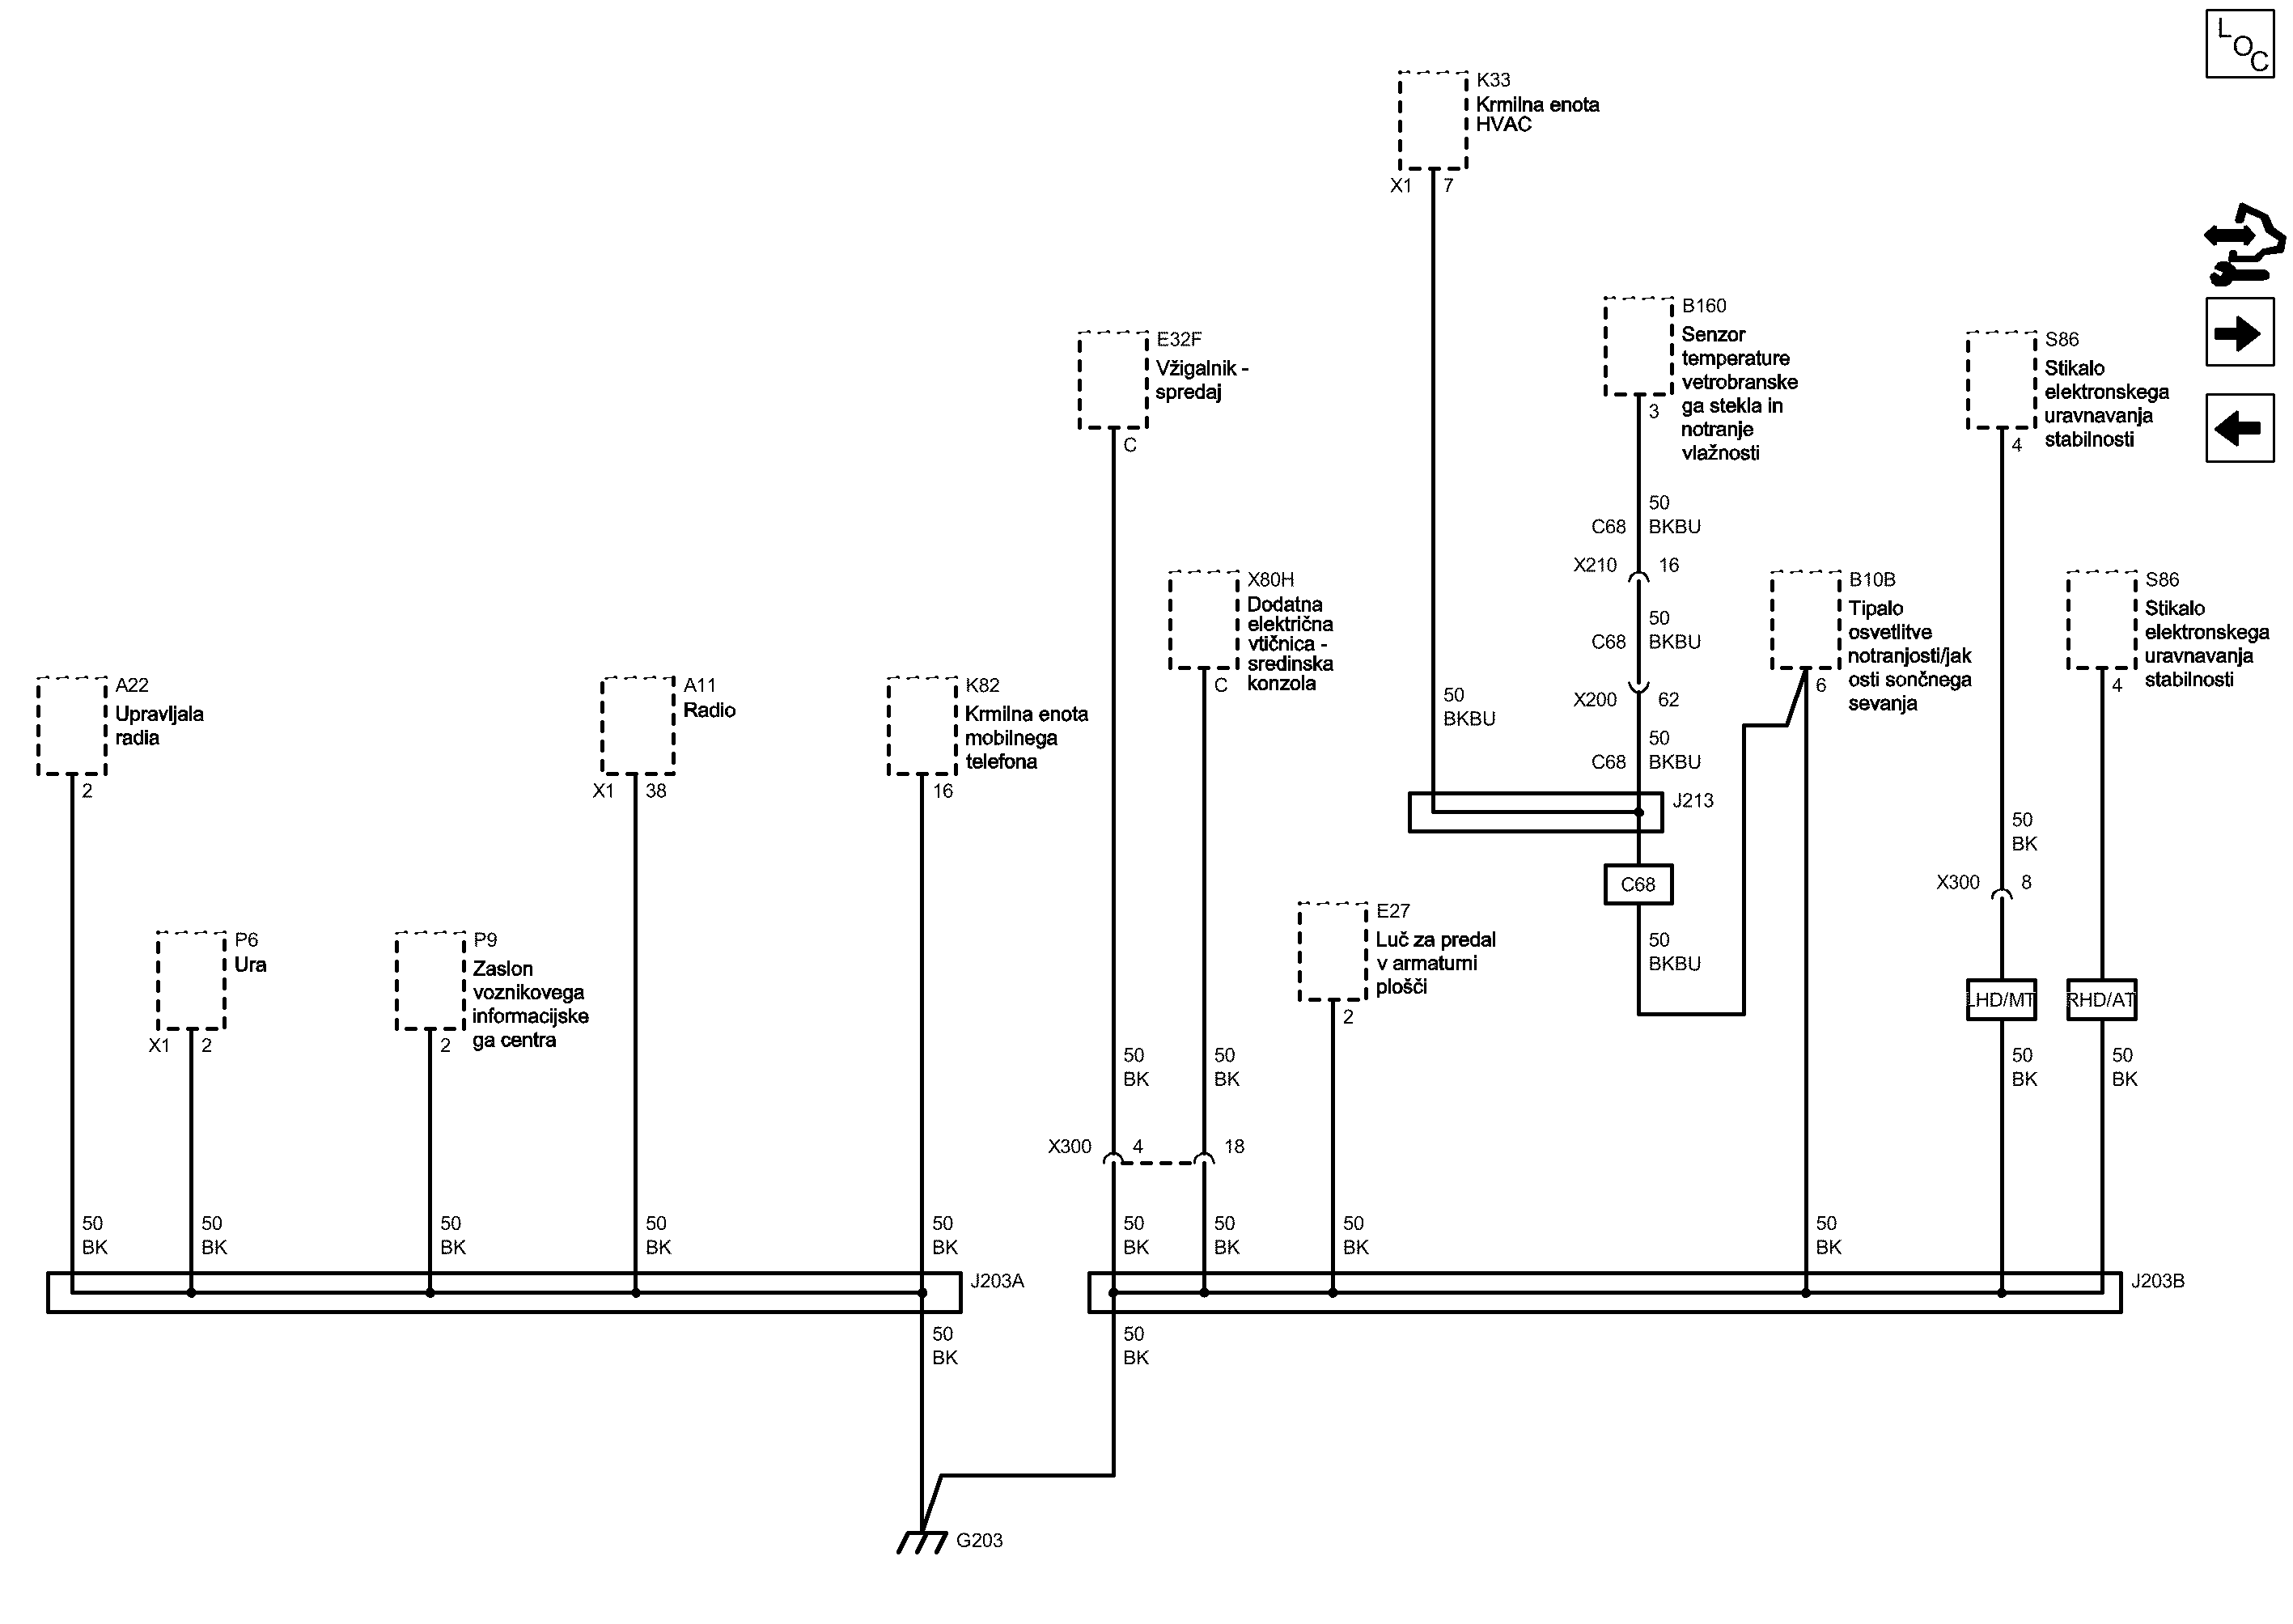 LOC
K33
Krmilna enota
HVAC
X1 7
B160
Senzor
temperature
vetrobranske
ga stekla in
notranje
vlažnosti
3
E32F
Vžigalnik -
spredaj
C
S86
Stikalo
elektronskega
uravnavanja
stabilnosti
4
50
C68 BKBU
X210 16
50
C68 BKBU
X200 62
50
C68 BKBU
X80H
Dodatna
električna
vtičnica -
sredinska
konzola
C
B10B
Tipalo
osvetlitve
notranjosti/jak
osti sončnega
sevanja
6
S86
Stikalo
elektronskega
uravnavanja
stabilnosti
4
A22
Upravljala
radia
2
A11
Radio
X1 38
K82
Krmilna enota
mobilnega
telefona
16
50
BKBU
J213
C68
50
BKBU
50
BK
X300 8
LHD/MT
RHD/AT
P6
Ura
X1 2
P9
Zaslon
voznikovega
informacijske
ga centra
2
E27
Luč za predal
v armaturni
plošči
2
50 50 50 50
BK BK BK BK
X300 4 18
50 50 50 50 50 50 50 50 50
BK BK BK BK BK BK BK BK BK
J203A J203B
50 50
BK BK
G203